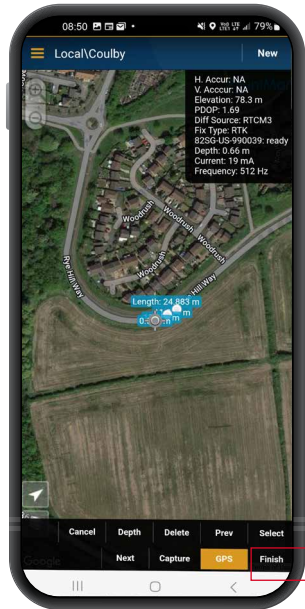 08:50
79%
Local\Coulby
New
H. Accur: NA
V. Acccur: NA
Elevation: 78.3 m
PDOP: 1.69
Diff Source: RTCM3
Fix Type: RTK
82SG-US-990039: ready
Depth: 0.66 m
Current: 19 mA
Frequency: 512 Hz
Woodrush
Woodrush
Woodrush
Woodrush
Rye Hill Way
Hill Way
Length: 24.883 m
Cancel Depth Delete Prev Select
Google
Next Capture GPS Finish